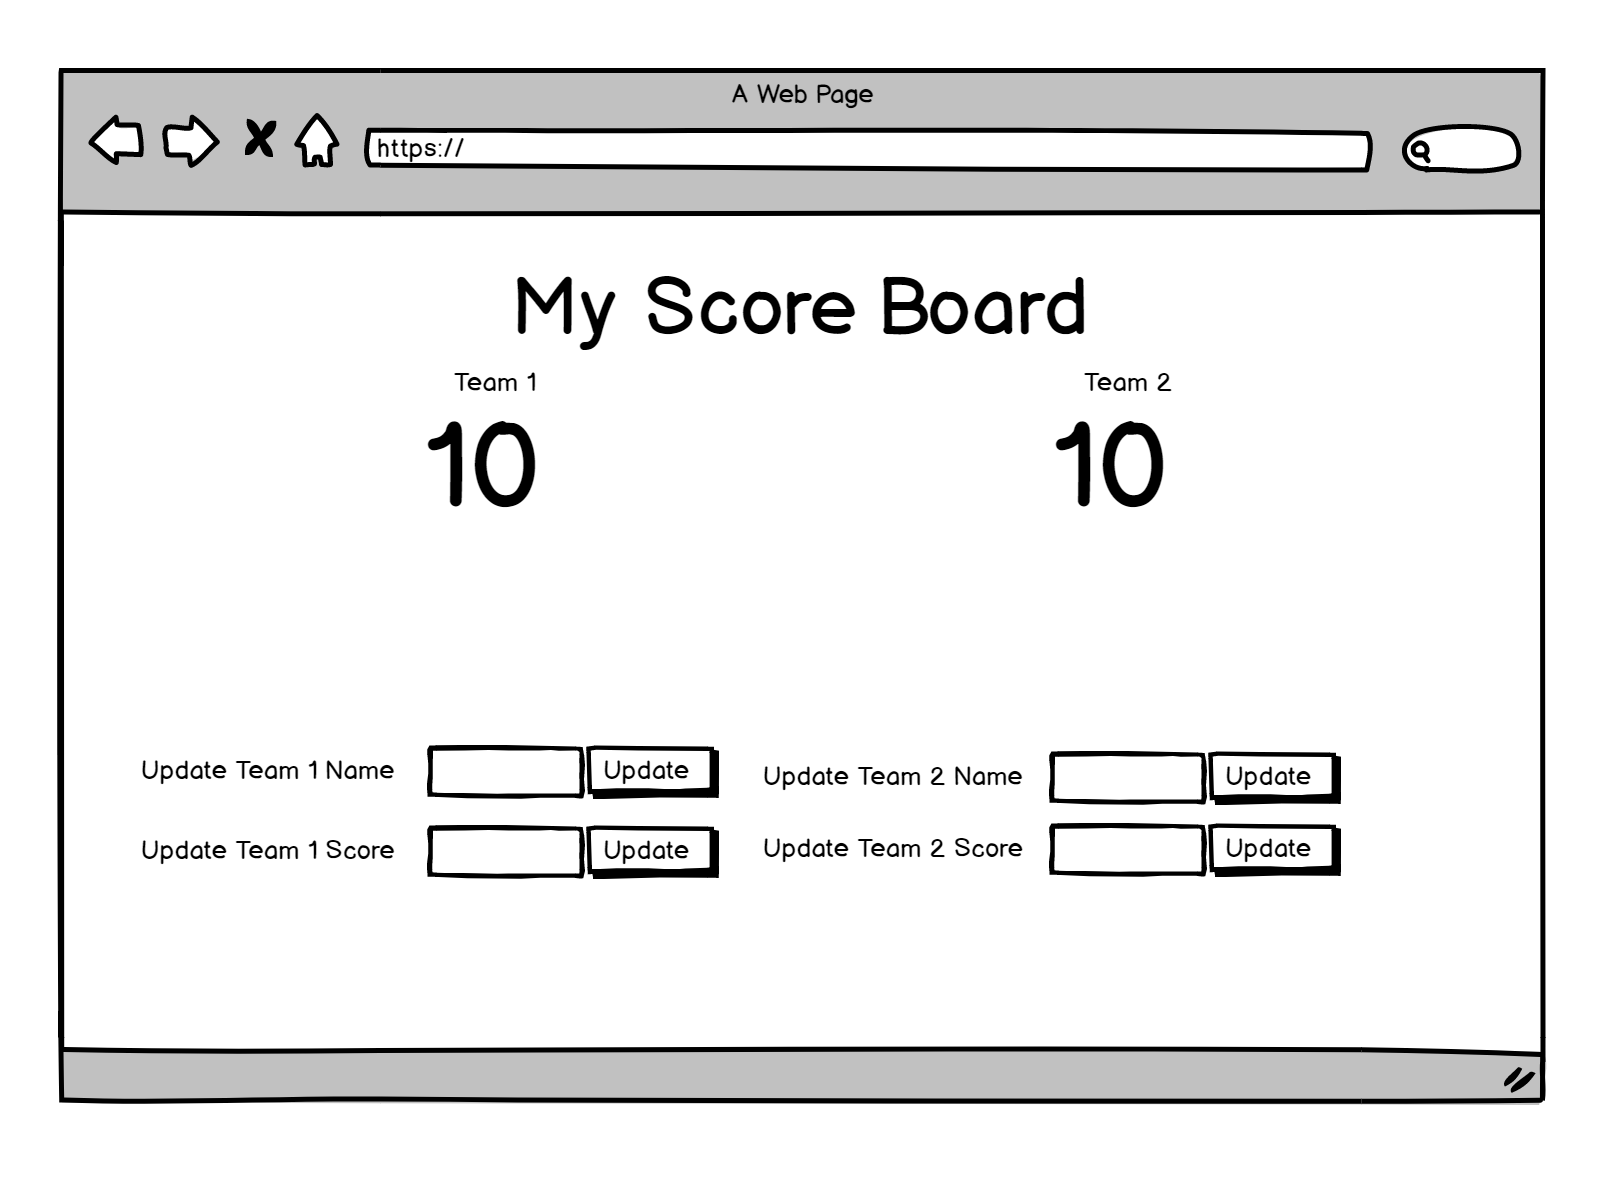 A Web Page
https://
My Score Board
Team 1
Team 2
10
10
Update Team 1 Name
Update
Update Team 2 Name
Update
Update Team 1 Score
Update
Update Team 2 Score
Update